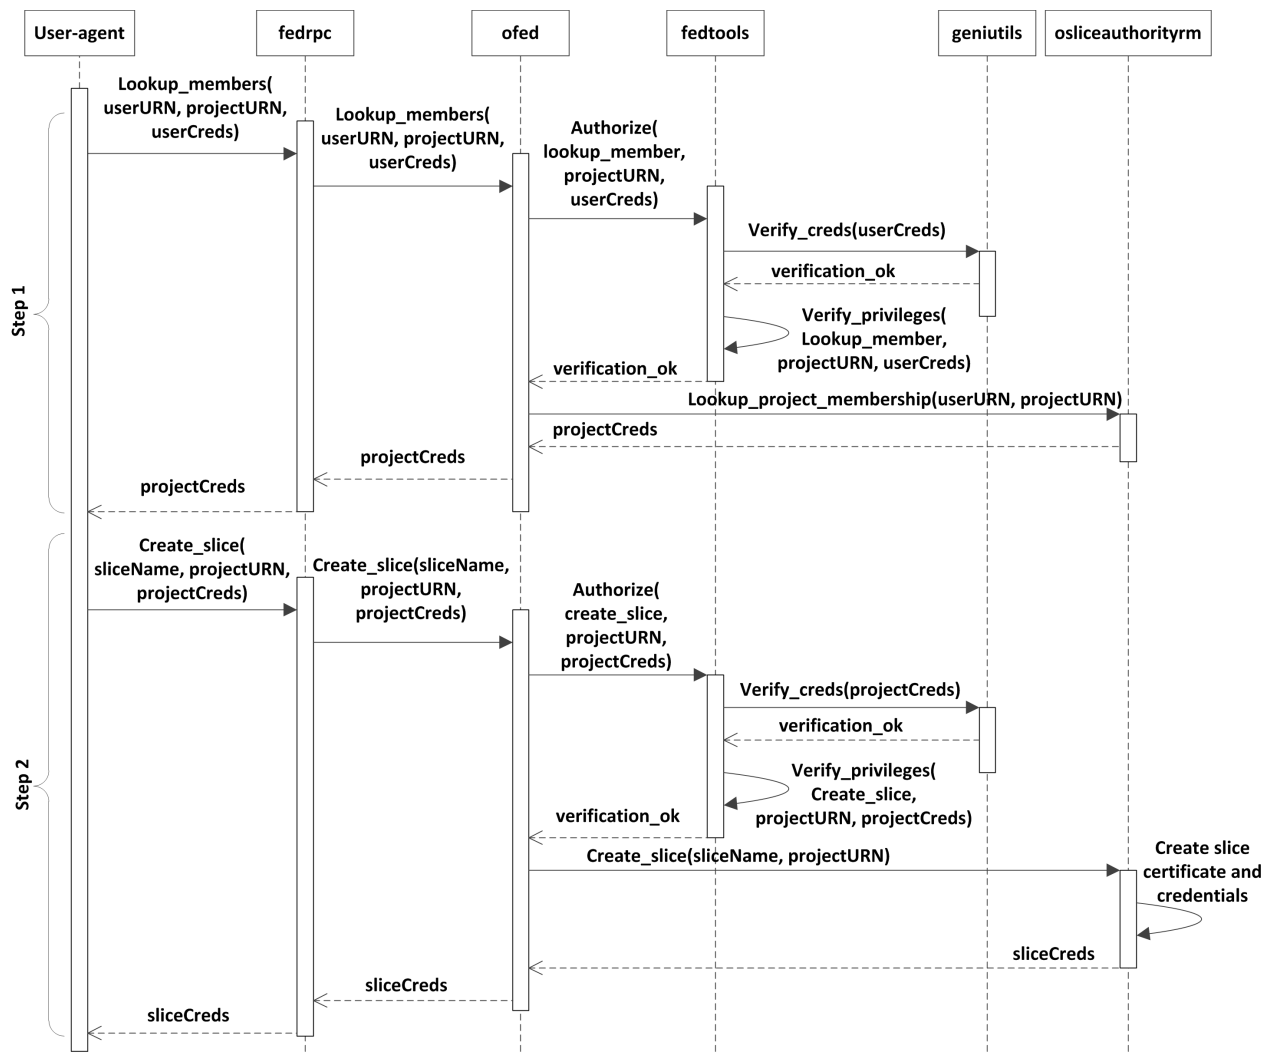 User-agent
fedrpc
ofed
fedtools
geniutils
osliceauthorityrm
Lookup_members(
userURN, projectURN,
userCreds)
Lookup_members(
userURN, projectURN,
userCreds)
Authorize(
lookup_member,
projectURN,
userCreds)
Verify_creds(userCreds)
verification_ok
Verify_privileges(
Lookup_member,
projectURN, userCreds)
verification_ok
Lookup_project_membership(userURN, projectURN)
projectCreds
projectCreds
projectCreds
Step 1
Create_slice(
sliceName, projectURN,
projectCreds)
Create_slice(sliceName,
projectURN,
projectCreds)
Authorize(
create_slice,
projectURN,
projectCreds)
Verify_creds(projectCreds)
verification_ok
Verify_privileges(
Create_slice,
projectURN, projectCreds)
verification_ok
Create_slice(sliceName, projectURN)
Create slice
certificate and
credentials
sliceCreds
sliceCreds
sliceCreds
Step 2